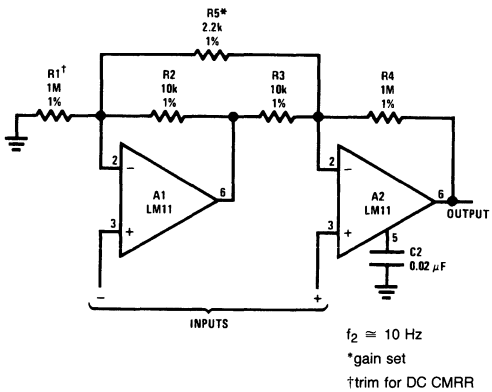 R5*
2.2k
1%
R1†
1M
1%
R2
10k
1%
R3
10k
1%
R4
1M
1%
2
−
A1
LM11
6
3
+
2
−
A2
LM11
6
OUTPUT
3
+
5
C2
0.02 μF
−
+
INPUTS
f2 ≅ 10 Hz
*gain set
†trim for DC CMRR